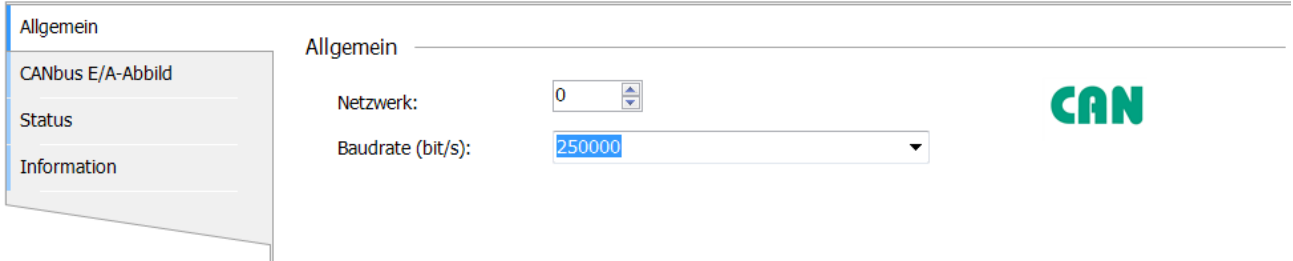 Allgemein
CANbus E/A-Abbild
Status
Information
Allgemein
Netzwerk:
0
Baudrate (bit/s):
250000
CAN